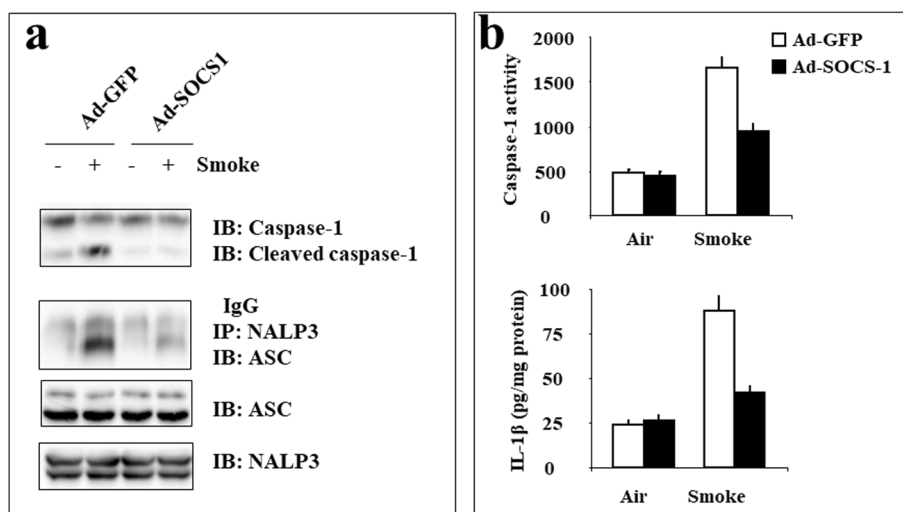 a
Ad-GFP
Ad-SOCS1
- + - + Smoke
IB: Caspase-1
IB: Cleaved caspase-1
IgG
IP: NALP3
IB: ASC
IB: ASC
IB: NALP3
b
Ad-GFP
Ad-SOCS-1
Caspase-1 activity
2000
1500
1000
500
0
Air Smoke
IL-1β (pg/mg protein)
100
75
50
25
0
Air Smoke